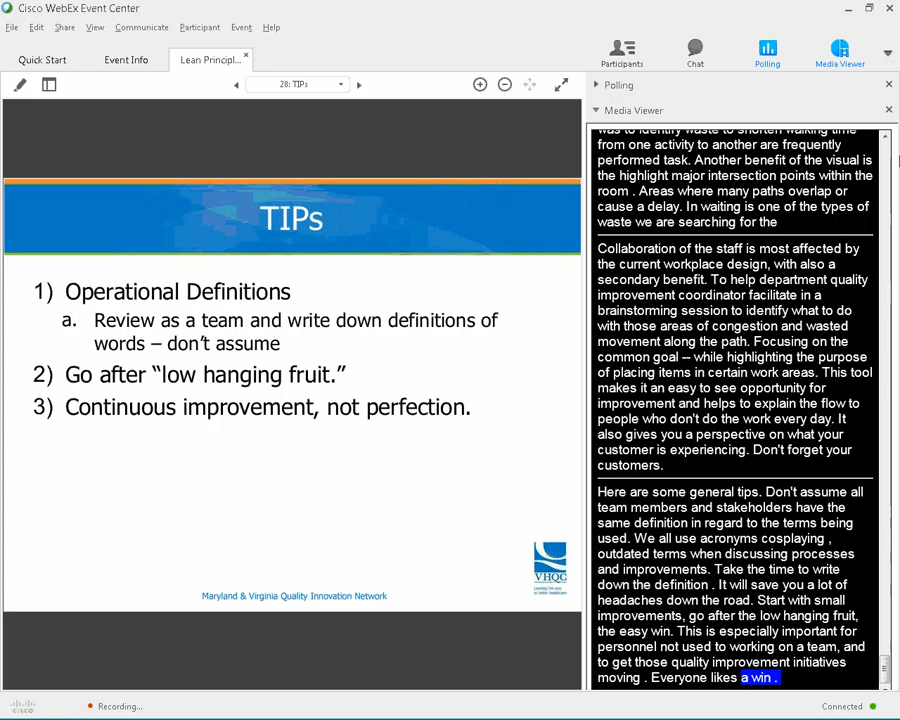 Cisco WebEx Event Center
File Edit Share View Communicate Participant Event Help
Quick Start Event Info Lean Principl...
Participants Chat Polling Media Viewer
28: TIPs
Polling
Media Viewer
TIPs
1) Operational Definitions
a. Review as a team and write down definitions of
words – don't assume
2) Go after "low hanging fruit."
3) Continuous improvement, not perfection.
VHQC
Leading the way
to better healthcare
Maryland & Virginia Quality Innovation Network
was to identify waste to shorten walking time
from one activity to another are frequently
performed task. Another benefit of the visual is
the highlight major intersection points within the
room . Areas where many paths overlap or
cause a delay. In waiting is one of the types of
waste we are searching for the
Collaboration of the staff is most affected by
the current workplace design, with also a
secondary benefit. To help department quality
improvement coordinator facilitate in a
brainstorming session to identify what to do
with those areas of congestion and wasted
movement along the path. Focusing on the
common goal -- while highlighting the purpose
of placing items in certain work areas. This tool
makes it an easy to see opportunity for
improvement and helps to explain the flow to
people who don't do the work every day. It
also gives you a perspective on what your
customer is experiencing. Don't forget your
customers.
Here are some general tips. Don't assume all
team members and stakeholders have the
same definition in regard to the terms being
used. We all use acronyms cosplaying ,
outdated terms when discussing processes
and improvements. Take the time to write
down the definition . It will save you a lot of
headaches down the road. Start with small
improvements, go after the low hanging fruit,
the easy win. This is especially important for
personnel not used to working on a team, and
to get those quality improvement initiatives
moving . Everyone likes a win .
cisco
Recording...
Connected